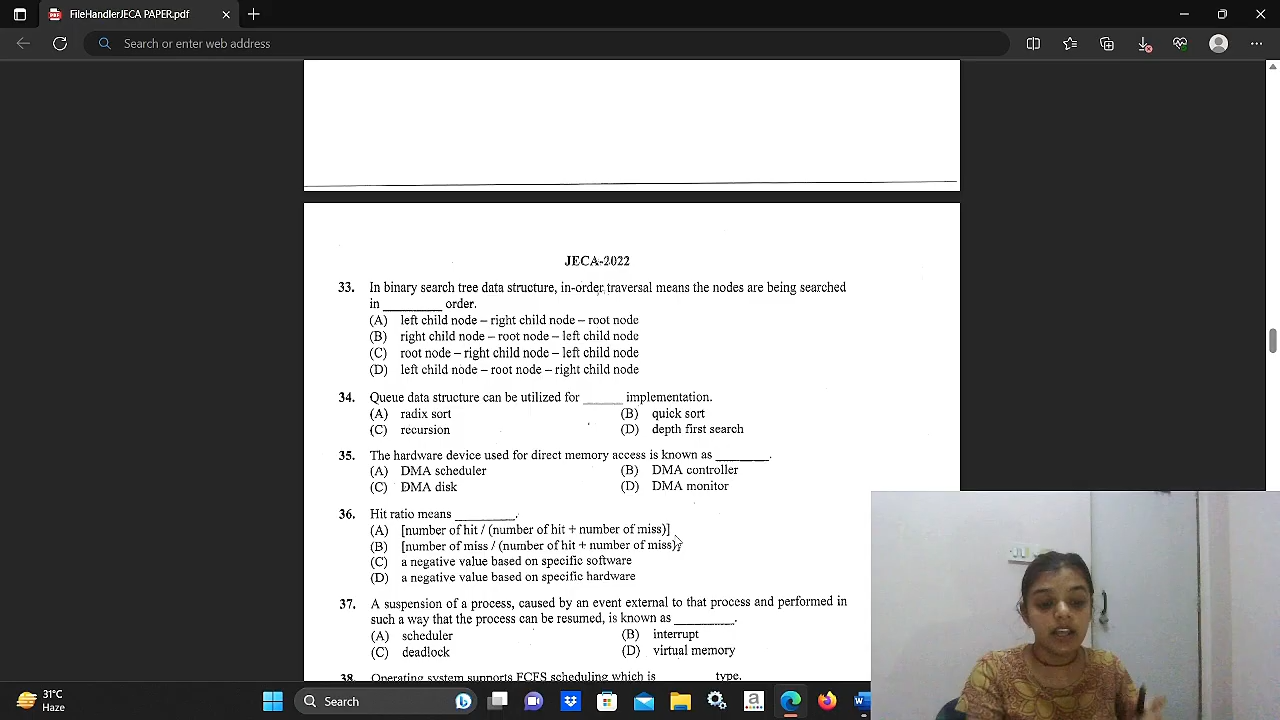 FileHandlerJECA PAPER.pdf
Search or enter web address
JECA-2022
33. In binary search tree data structure, in-order traversal means the nodes are being searched
in ________ order.
(A) left child node – right child node – root node
(B) right child node – root node – left child node
(C) root node – right child node – left child node
(D) left child node – root node – right child node
34. Queue data structure can be utilized for ______ implementation.
(A) radix sort (B) quick sort
(C) recursion (D) depth first search
35. The hardware device used for direct memory access is known as ________.
(A) DMA scheduler (B) DMA controller
(C) DMA disk (D) DMA monitor
36. Hit ratio means ________.
(A) [number of hit / (number of hit + number of miss)]
(B) [number of miss / (number of hit + number of miss)]
(C) a negative value based on specific software
(D) a negative value based on specific hardware
37. A suspension of a process, caused by an event external to that process and performed in
such a way that the process can be resumed, is known as ________.
(A) scheduler (B) interrupt
(C) deadlock (D) virtual memory
38. Operating system supports FCFS scheduling which is ________ type.
31°C
Haze
Search